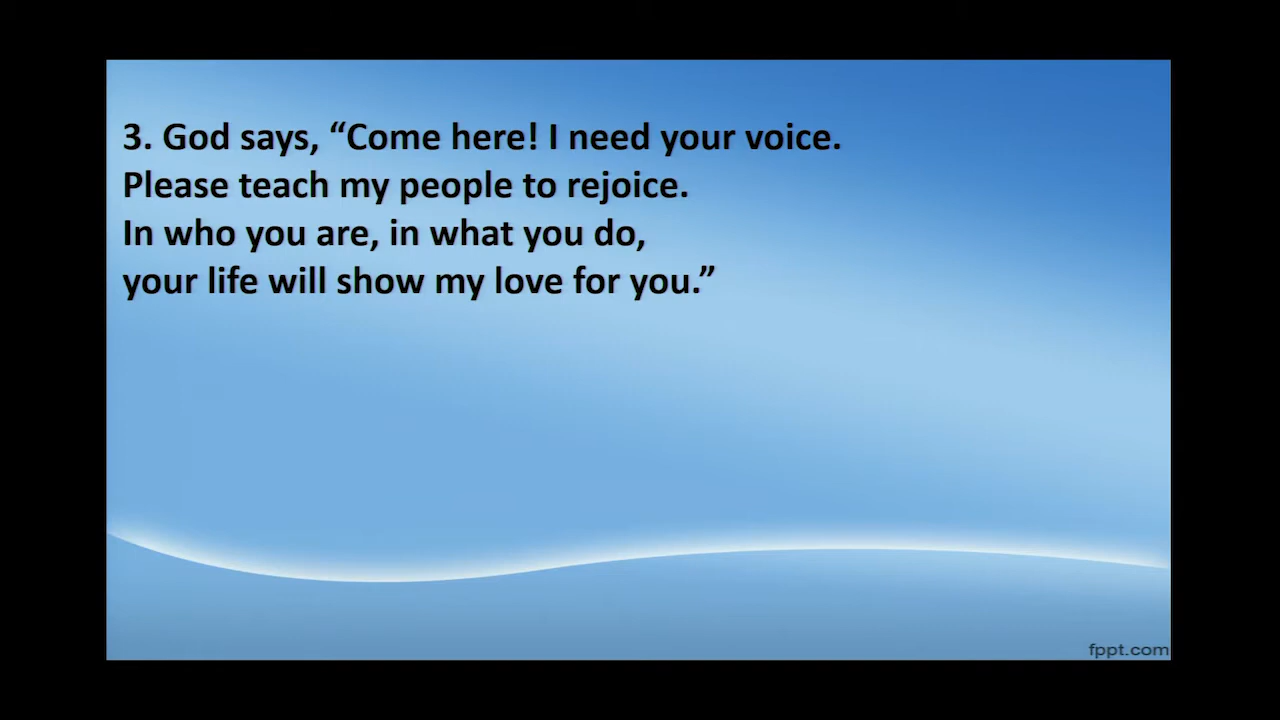 3. God says, “Come here! I need your voice.
Please teach my people to rejoice.
In who you are, in what you do,
your life will show my love for you.”
fppt.com